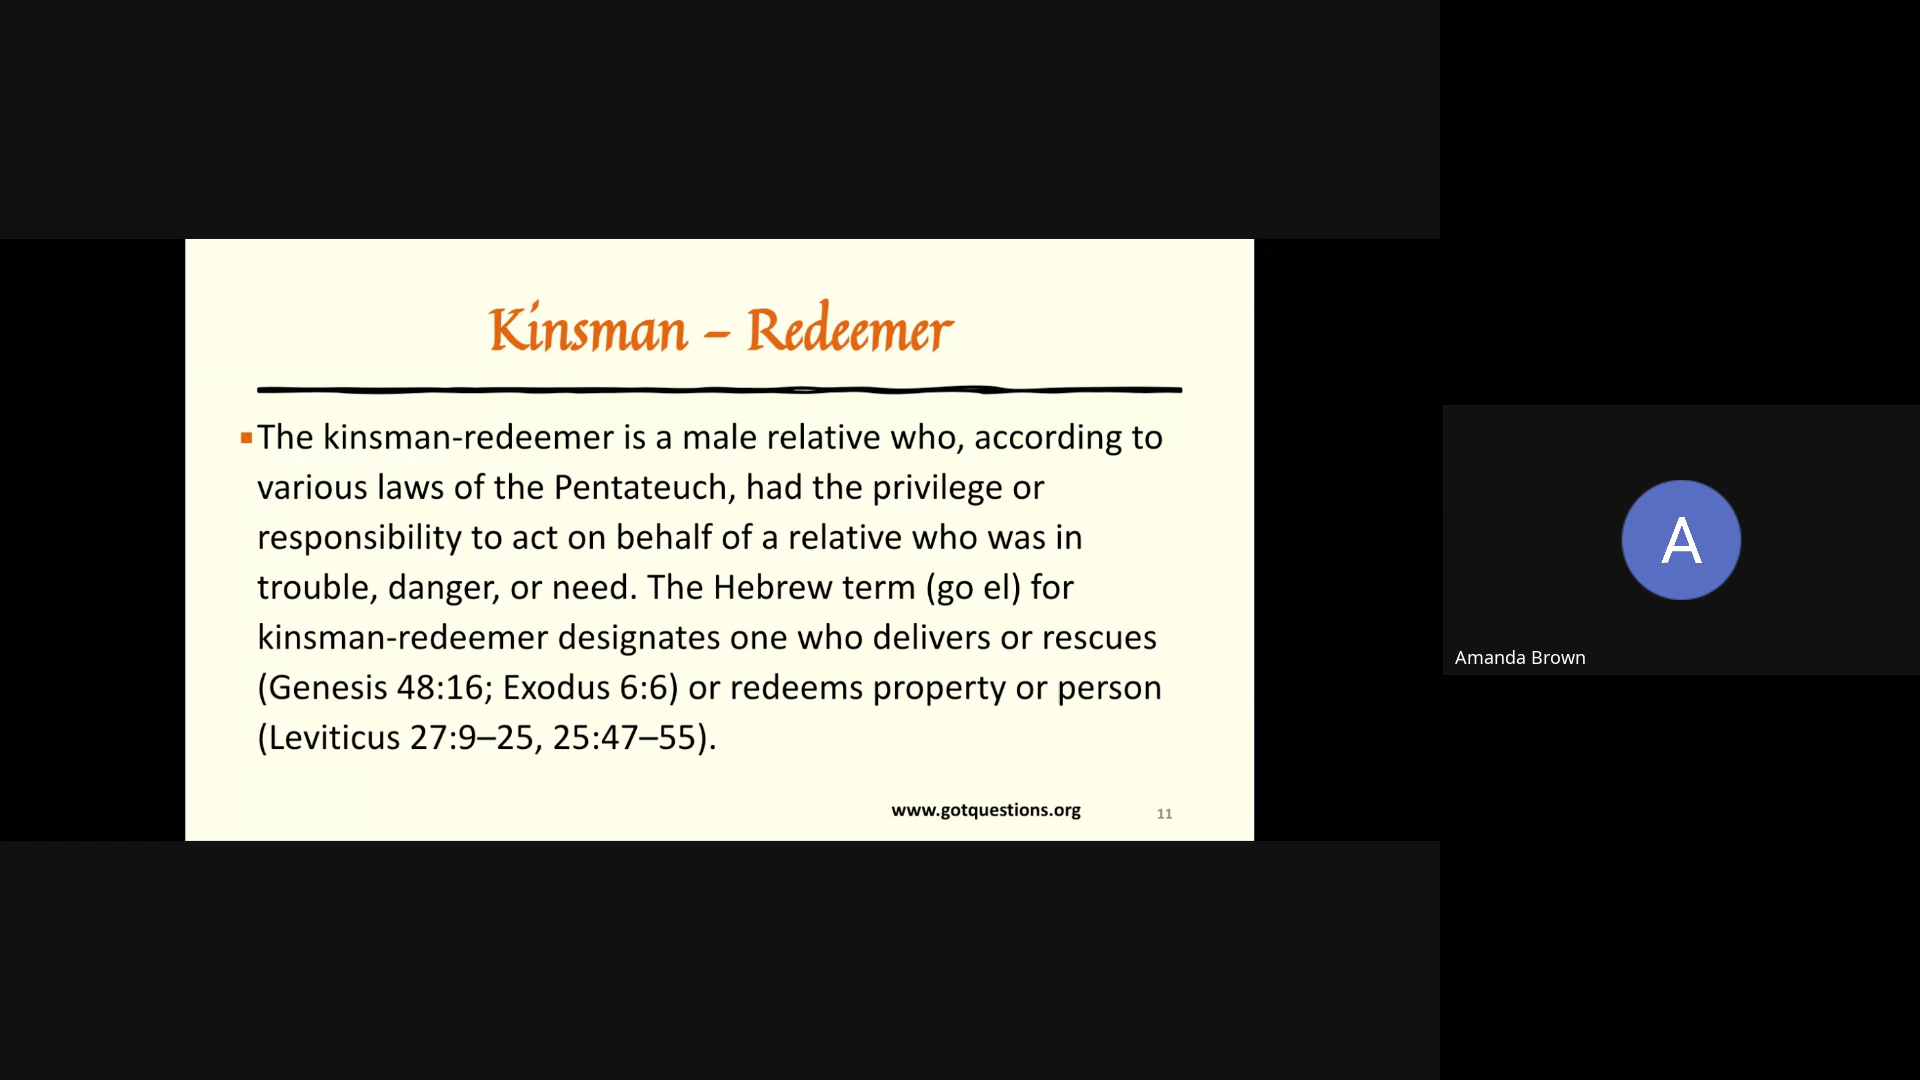 Kinsman – Redeemer
▪The kinsman-redeemer is a male relative who, according to
various laws of the Pentateuch, had the privilege or
responsibility to act on behalf of a relative who was in
trouble, danger, or need. The Hebrew term (go el) for
kinsman-redeemer designates one who delivers or rescues
(Genesis 48:16; Exodus 6:6) or redeems property or person
(Leviticus 27:9–25, 25:47–55).
www.gotquestions.org
11
A
Amanda Brown